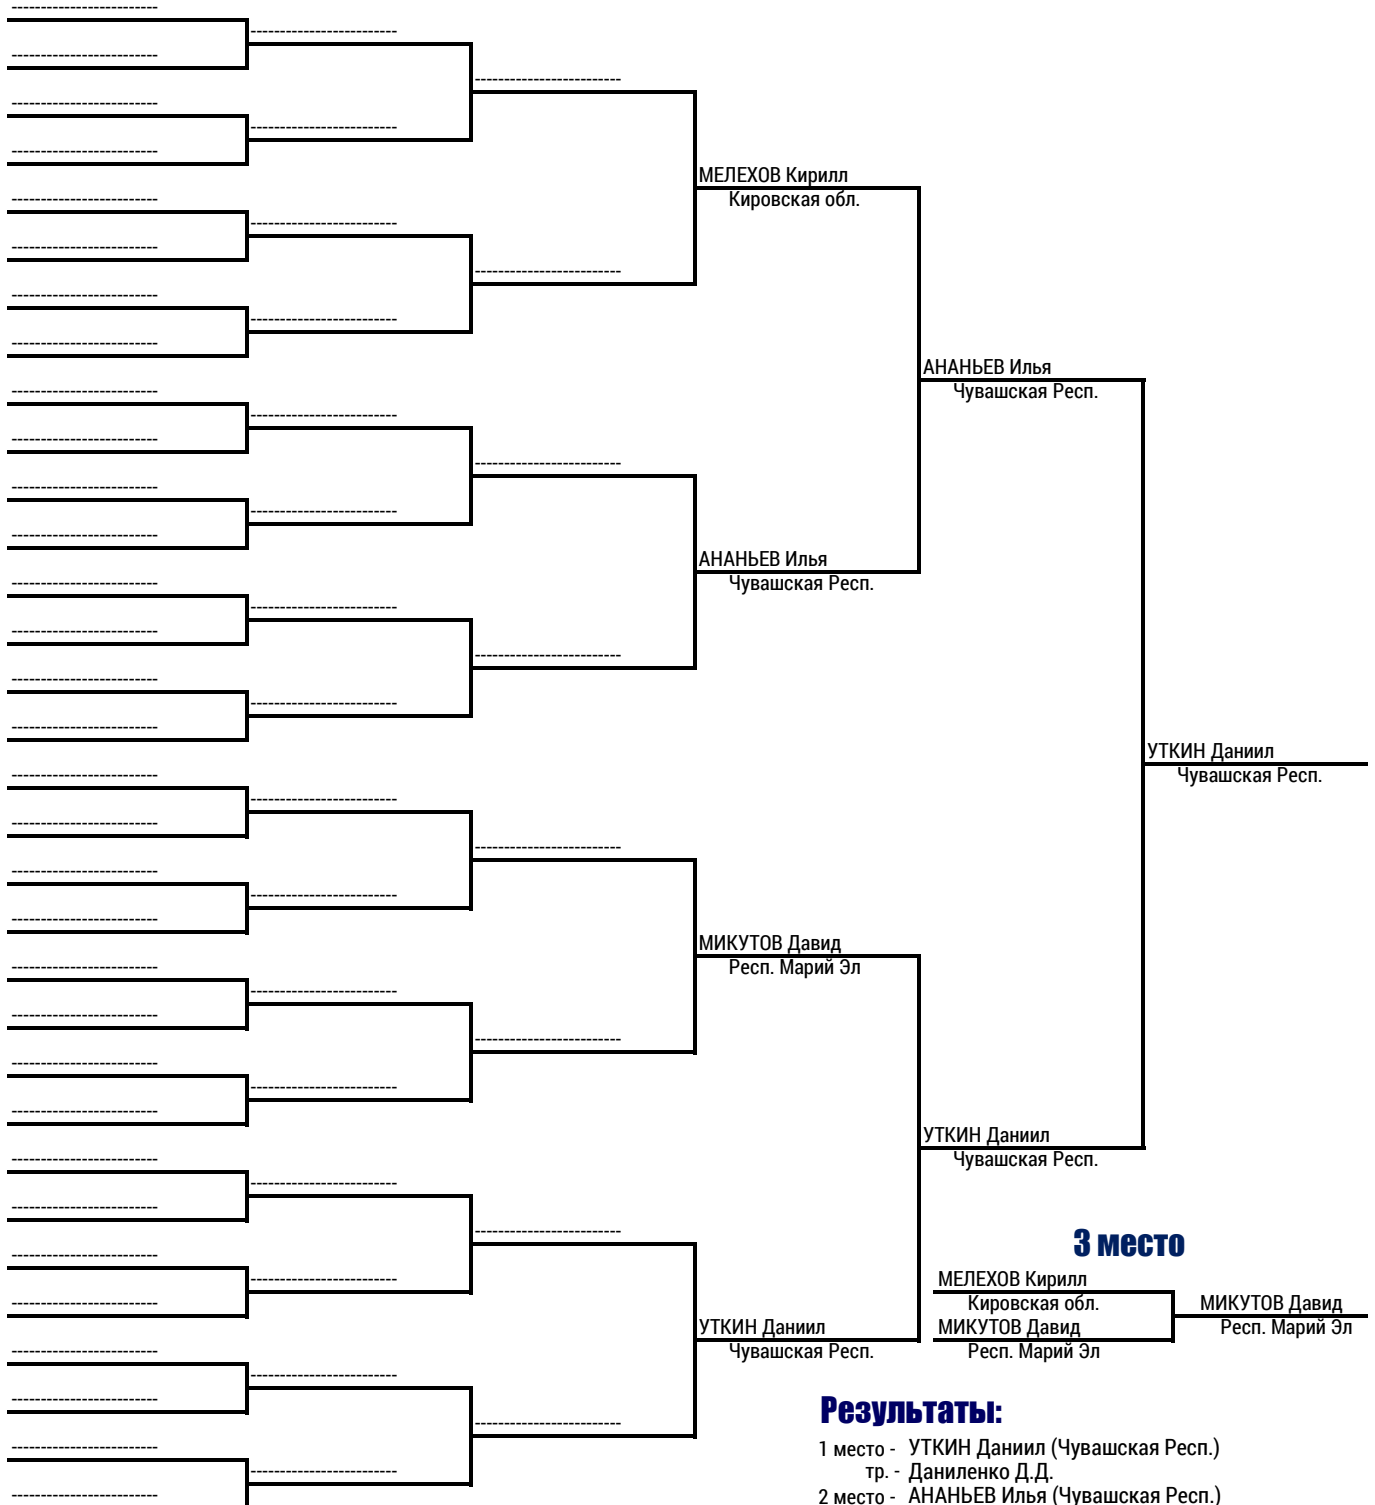 МЕЛЕХОВ Кирилл
Кировская обл.
АНАНЬЕВ Илья
Чувашская Респ.
АНАНЬЕВ Илья
Чувашская Респ.
УТКИН Даниил
Чувашская Респ.
МИКУТОВ Давид
Респ. Марий Эл
УТКИН Даниил
Чувашская Респ.
УТКИН Даниил
Чувашская Респ.
3 место
МЕЛЕХОВ Кирилл
Кировская обл.
МИКУТОВ Давид
Респ. Марий Эл
МИКУТОВ Давид
Респ. Марий Эл
Результаты:
1 место - УТКИН Даниил (Чувашская Респ.)
тр. - Даниленко Д.Д.
2 место - АНАНЬЕВ Илья (Чувашская Респ.)